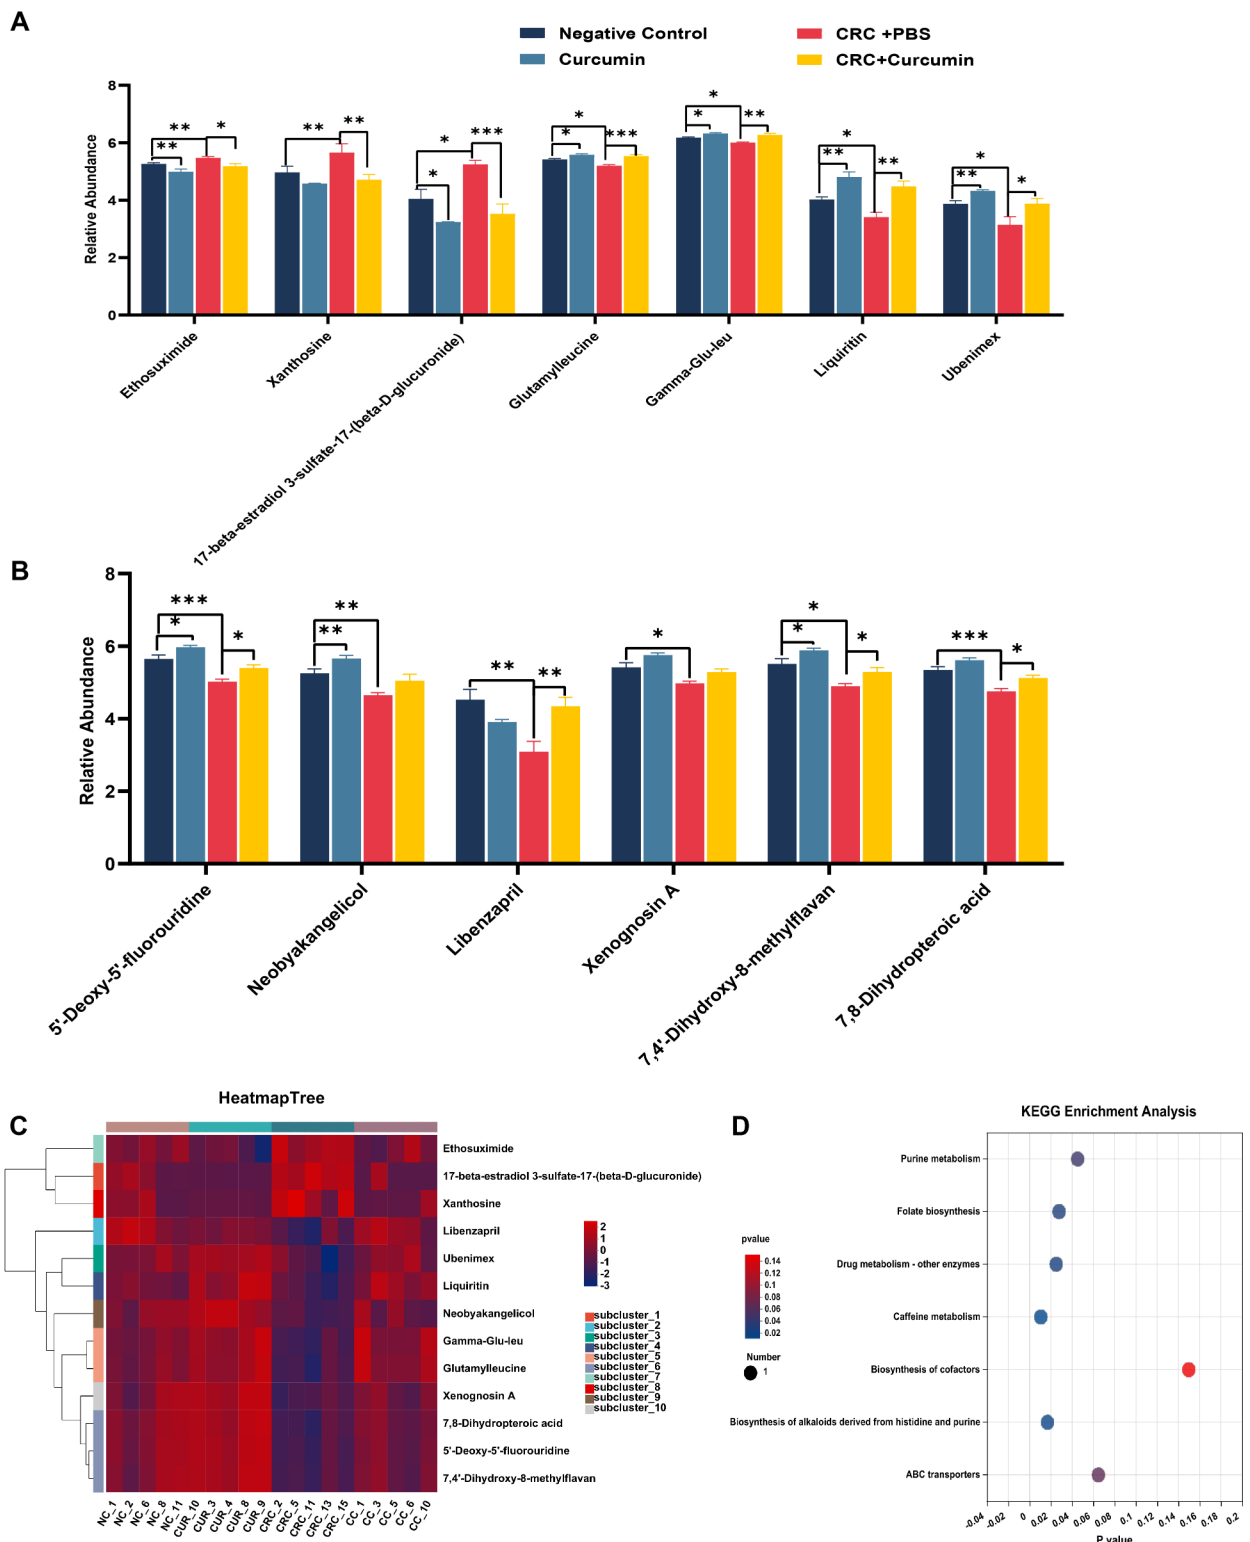 A
Negative Control
CRC +PBS
Curcumin
CRC+Curcumin
Relative Abundance
8
6
4
2
0
** ** * ** ** * * *** * * *** * * ** * ** ** * ** *
Ethosuximide
Xanthosine
17-beta-estradiol 3-sulfate-17-(beta-D-glucuronide)
Glutamylleucine
Gamma-Glu-leu
Liquiritin
Ubenimex
B
Relative Abundance
8
6
4
2
0
*** * * ** ** ** ** * * * * *** *
5'-Deoxy-5'-fluorouridine
Neobyakangelicol
Libenzapril
Xenognosin A
7,4'-Dihydroxy-8-methylflavan
7,8-Dihydropteroic acid
C
HeatmapTree
Ethosuximide
17-beta-estradiol 3-sulfate-17-(beta-D-glucuronide)
Xanthosine
Libenzapril
Ubenimex
Liquiritin
Neobyakangelicol
Gamma-Glu-leu
Glutamylleucine
Xenognosin A
7,8-Dihydropteroic acid
5'-Deoxy-5'-fluorouridine
7,4'-Dihydroxy-8-methylflavan
NC_1
NC_2
NC_6
NC_8
NC_11
CUR_10
CUR_3
CUR_4
CUR_8
CUR_9
CRC_2
CRC_5
CRC_11
CRC_13
CRC_15
CC_1
CC_3
CC_5
CC_6
CC_10
2
1
0
-1
-2
-3
subcluster_1
subcluster_2
subcluster_3
subcluster_4
subcluster_5
subcluster_6
subcluster_7
subcluster_8
subcluster_9
subcluster_10
D
KEGG Enrichment Analysis
pvalue
0.14
0.12
0.1
0.08
0.06
0.04
0.02
Number
1
Purine metabolism
Folate biosynthesis
Drug metabolism - other enzymes
Caffeine metabolism
Biosynthesis of cofactors
Biosynthesis of alkaloids derived from histidine and purine
ABC transporters
-0.04
-0.02
0
0.02
0.04
0.06
0.08
0.1
0.12
0.14
0.16
0.18
0.2
P value